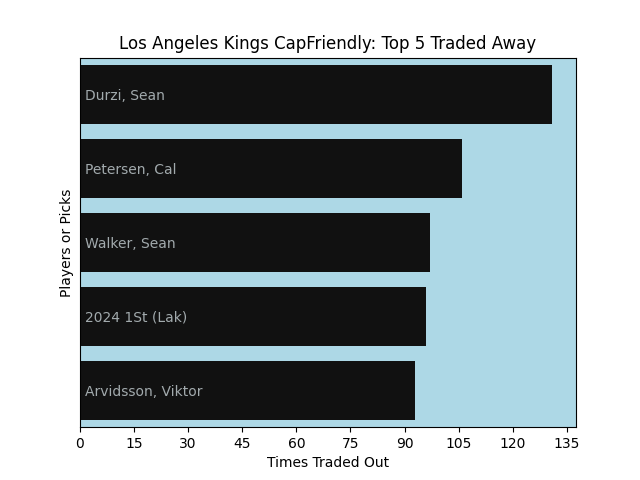 Los Angeles Kings CapFriendly: Top 5 Traded Away
Players or Picks
Durzi, Sean
Petersen, Cal
Walker, Sean
2024 1St (Lak)
Arvidsson, Viktor
0 15 30 45 60 75 90 105 120 135
Times Traded Out